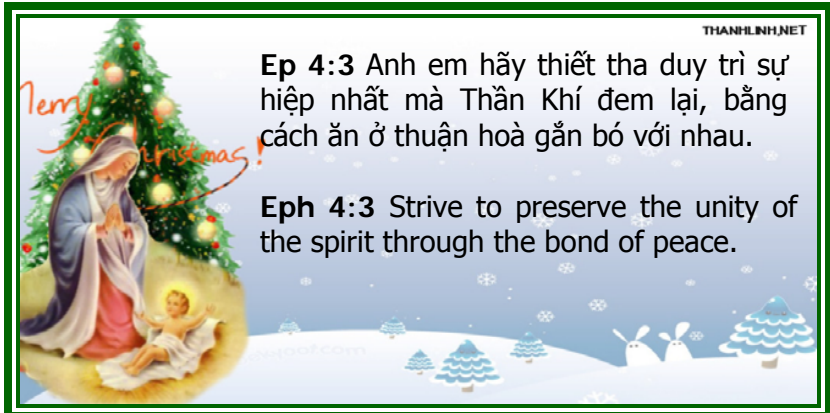 THANHLINH,NET
Ep 4:3 Anh em hãy thiết tha duy trì sự
hiệp nhất mà Thần Khí đem lại, bằng
cách ăn ở thuận hoà gắn bó với nhau.
Merry
Christmas!
Eph 4:3 Strive to preserve the unity of
the spirit through the bond of peace.